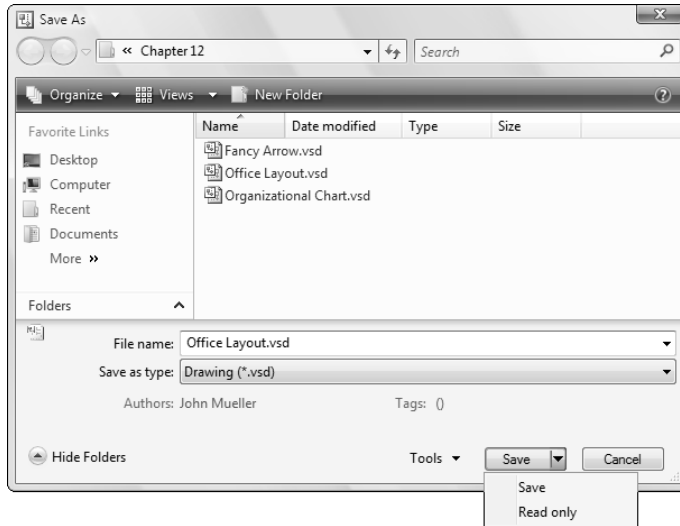 Save As
« Chapter 12
Search
Organize Views New Folder
Favorite Links
Desktop
Computer
Recent
Documents
More »
Folders
Name Date modified Type Size
Fancy Arrow.vsd
Office Layout.vsd
Organizational Chart.vsd
File name: Office Layout.vsd
Save as type: Drawing (*.vsd)
Authors: John Mueller Tags: ()
Hide Folders Tools Save Cancel
Save
Read only